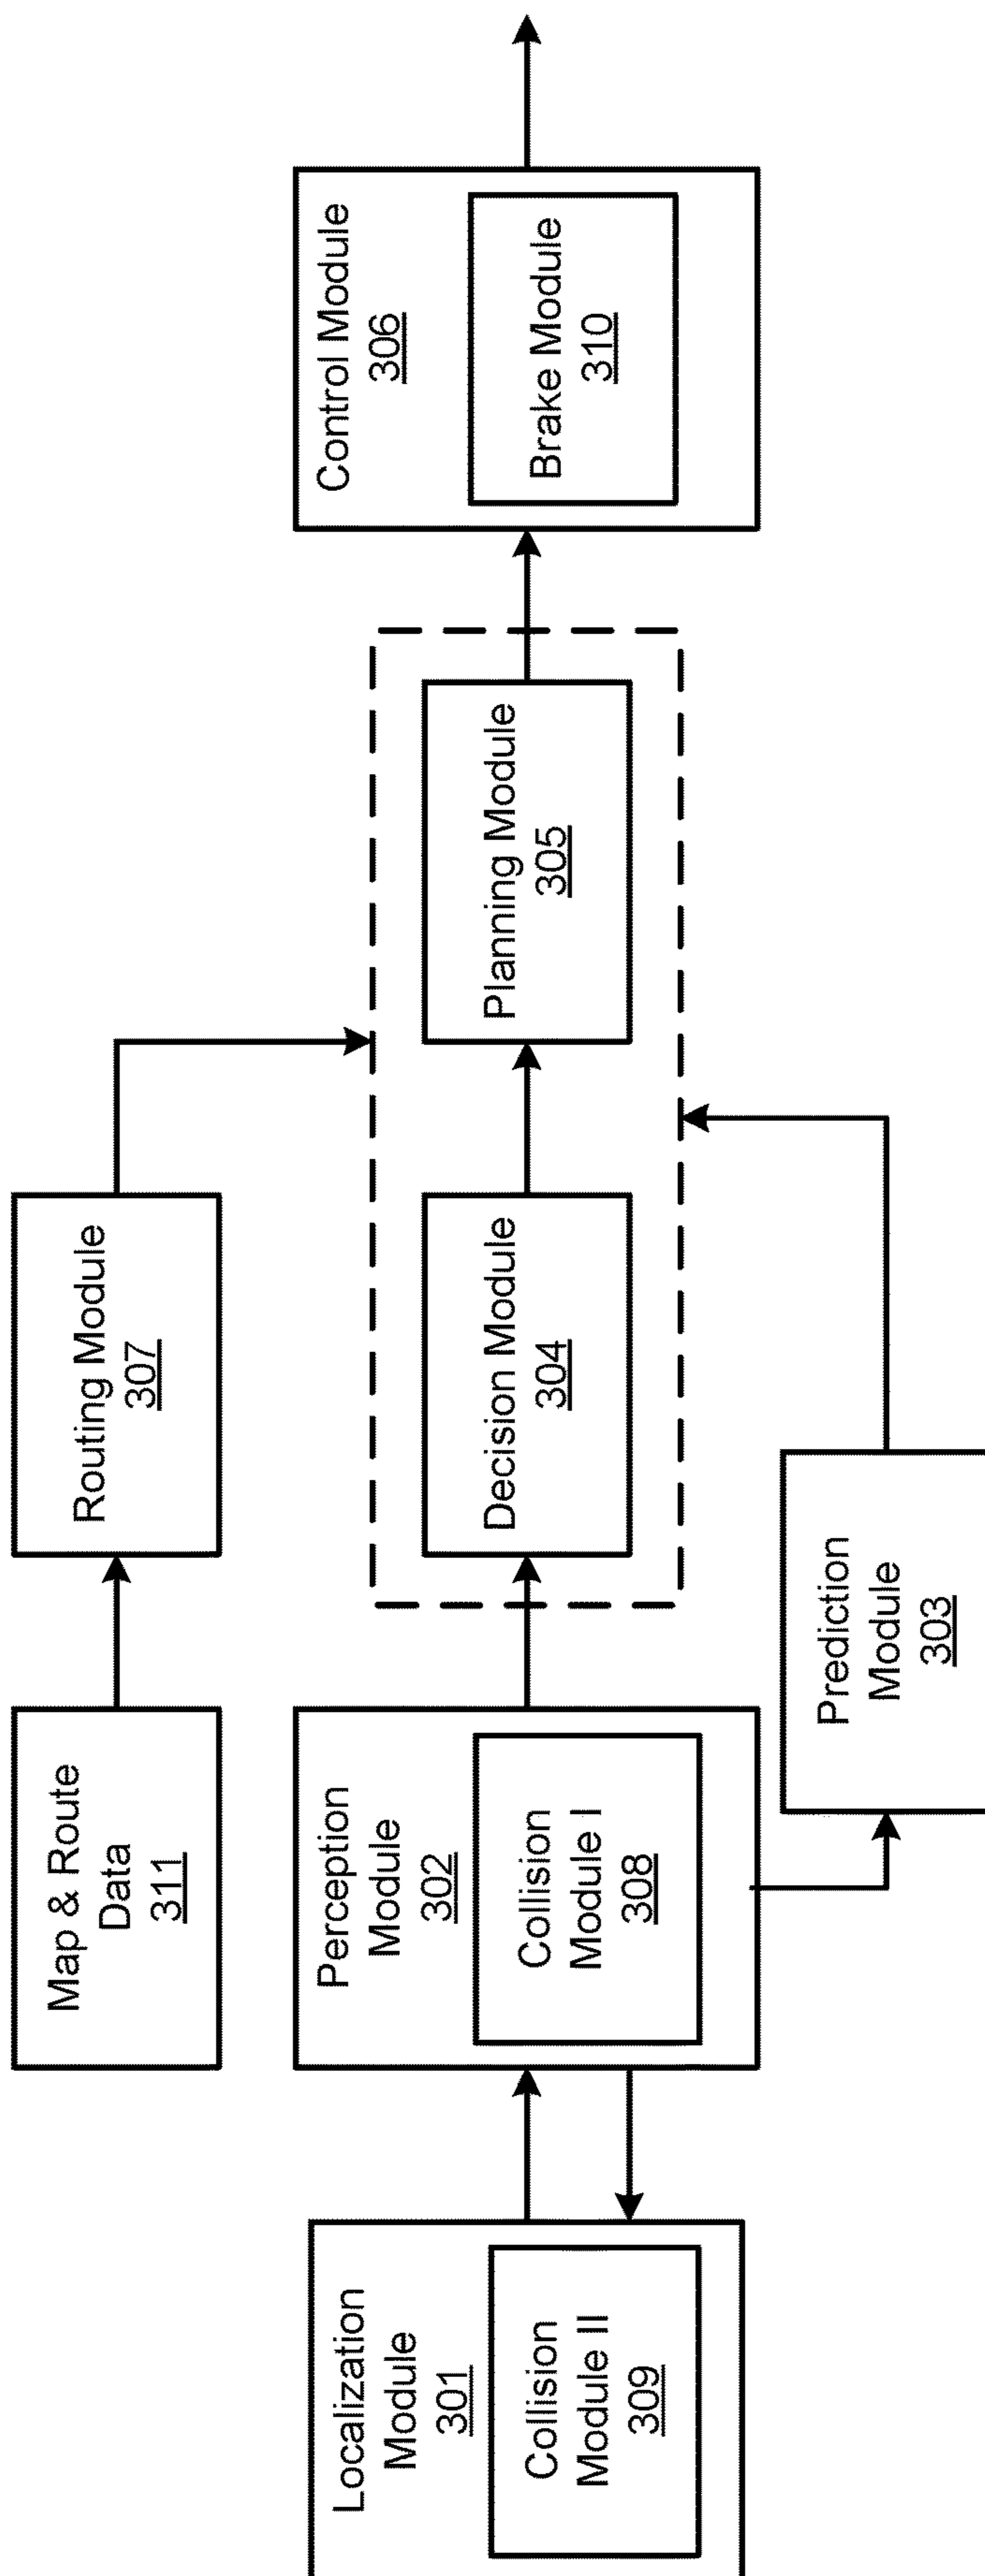 Map & Route
Data
311
Routing Module
307
Localization
Module
301
Collision
Module II
309
Perception
Module
302
Collision
Module I
308
Decision Module
304
Planning Module
305
Control Module
306
Brake Module
310
Prediction
Module
303